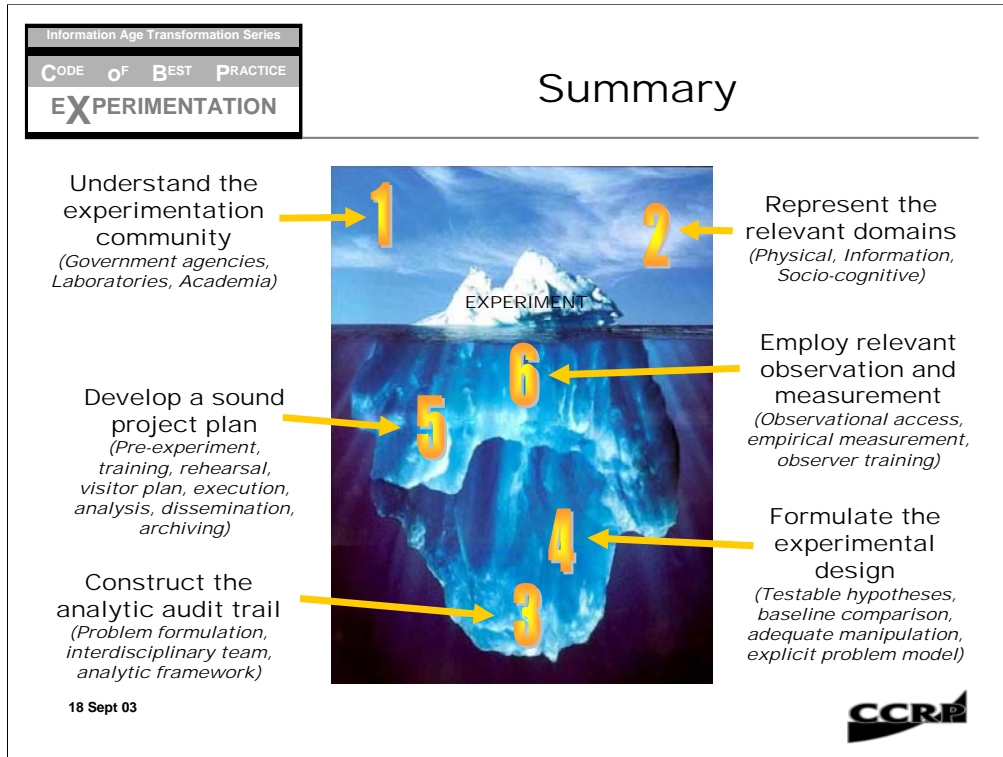 Information Age Transformation Series
CODE oF BEST PRACTICE
EXPERIMENTATION
Summary
Understand the
experimentation
community
(Government agencies,
Laboratories, Academia)
1
2
Represent the
relevant domains
(Physical, Information,
Socio-cognitive)
EXPERIMENT
6
Employ relevant
observation and
measurement
(Observational access,
empirical measurement,
observer training)
Develop a sound
project plan
(Pre-experiment,
training, rehearsal,
visitor plan, execution,
analysis, dissemination,
archiving)
5
4
Formulate the
experimental
design
(Testable hypotheses,
baseline comparison,
adequate manipulation,
explicit problem model)
Construct the
analytic audit trail
(Problem formulation,
interdisciplinary team,
analytic framework)
3
18 Sept 03
CCRP